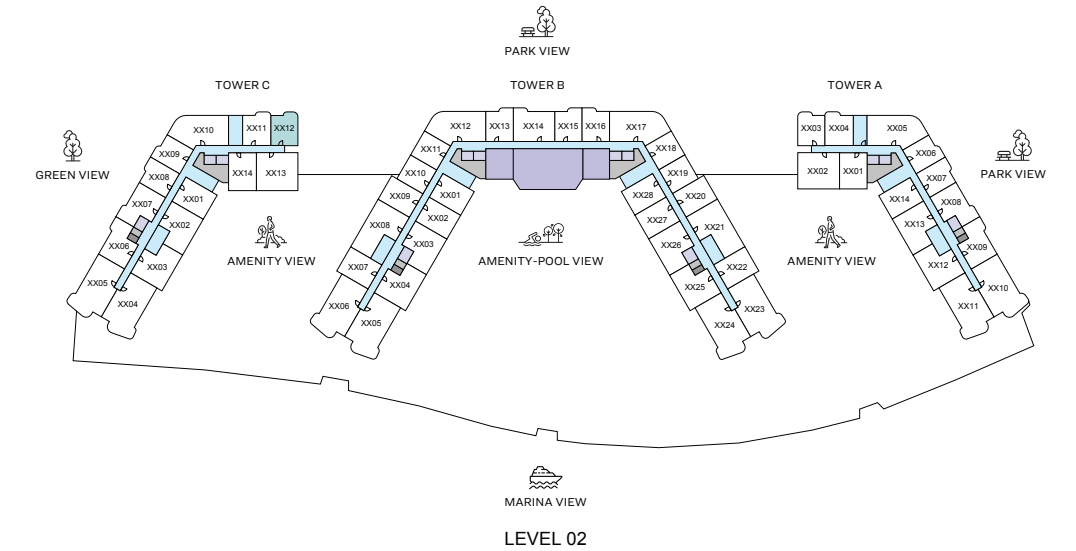 PARK VIEW
TOWER C
TOWER B
TOWER A
GREEN VIEW
PARK VIEW
XX10
XX11
XX12
XX09
XX08
XX07
XX06
XX05
XX04
XX03
XX02
XX01
XX14
XX13
AMENITY VIEW
XX12
XX13
XX14
XX15
XX16
XX17
XX11
XX10
XX09
XX08
XX07
XX06
XX05
XX04
XX03
XX02
XX01
XX18
XX19
XX20
XX21
XX22
XX23
XX24
XX25
XX26
XX27
XX28
AMENITY-POOL VIEW
XX03
XX04
XX05
XX02
XX01
XX06
XX07
XX08
XX09
XX10
XX11
XX12
XX13
XX14
AMENITY VIEW
MARINA VIEW
LEVEL 02